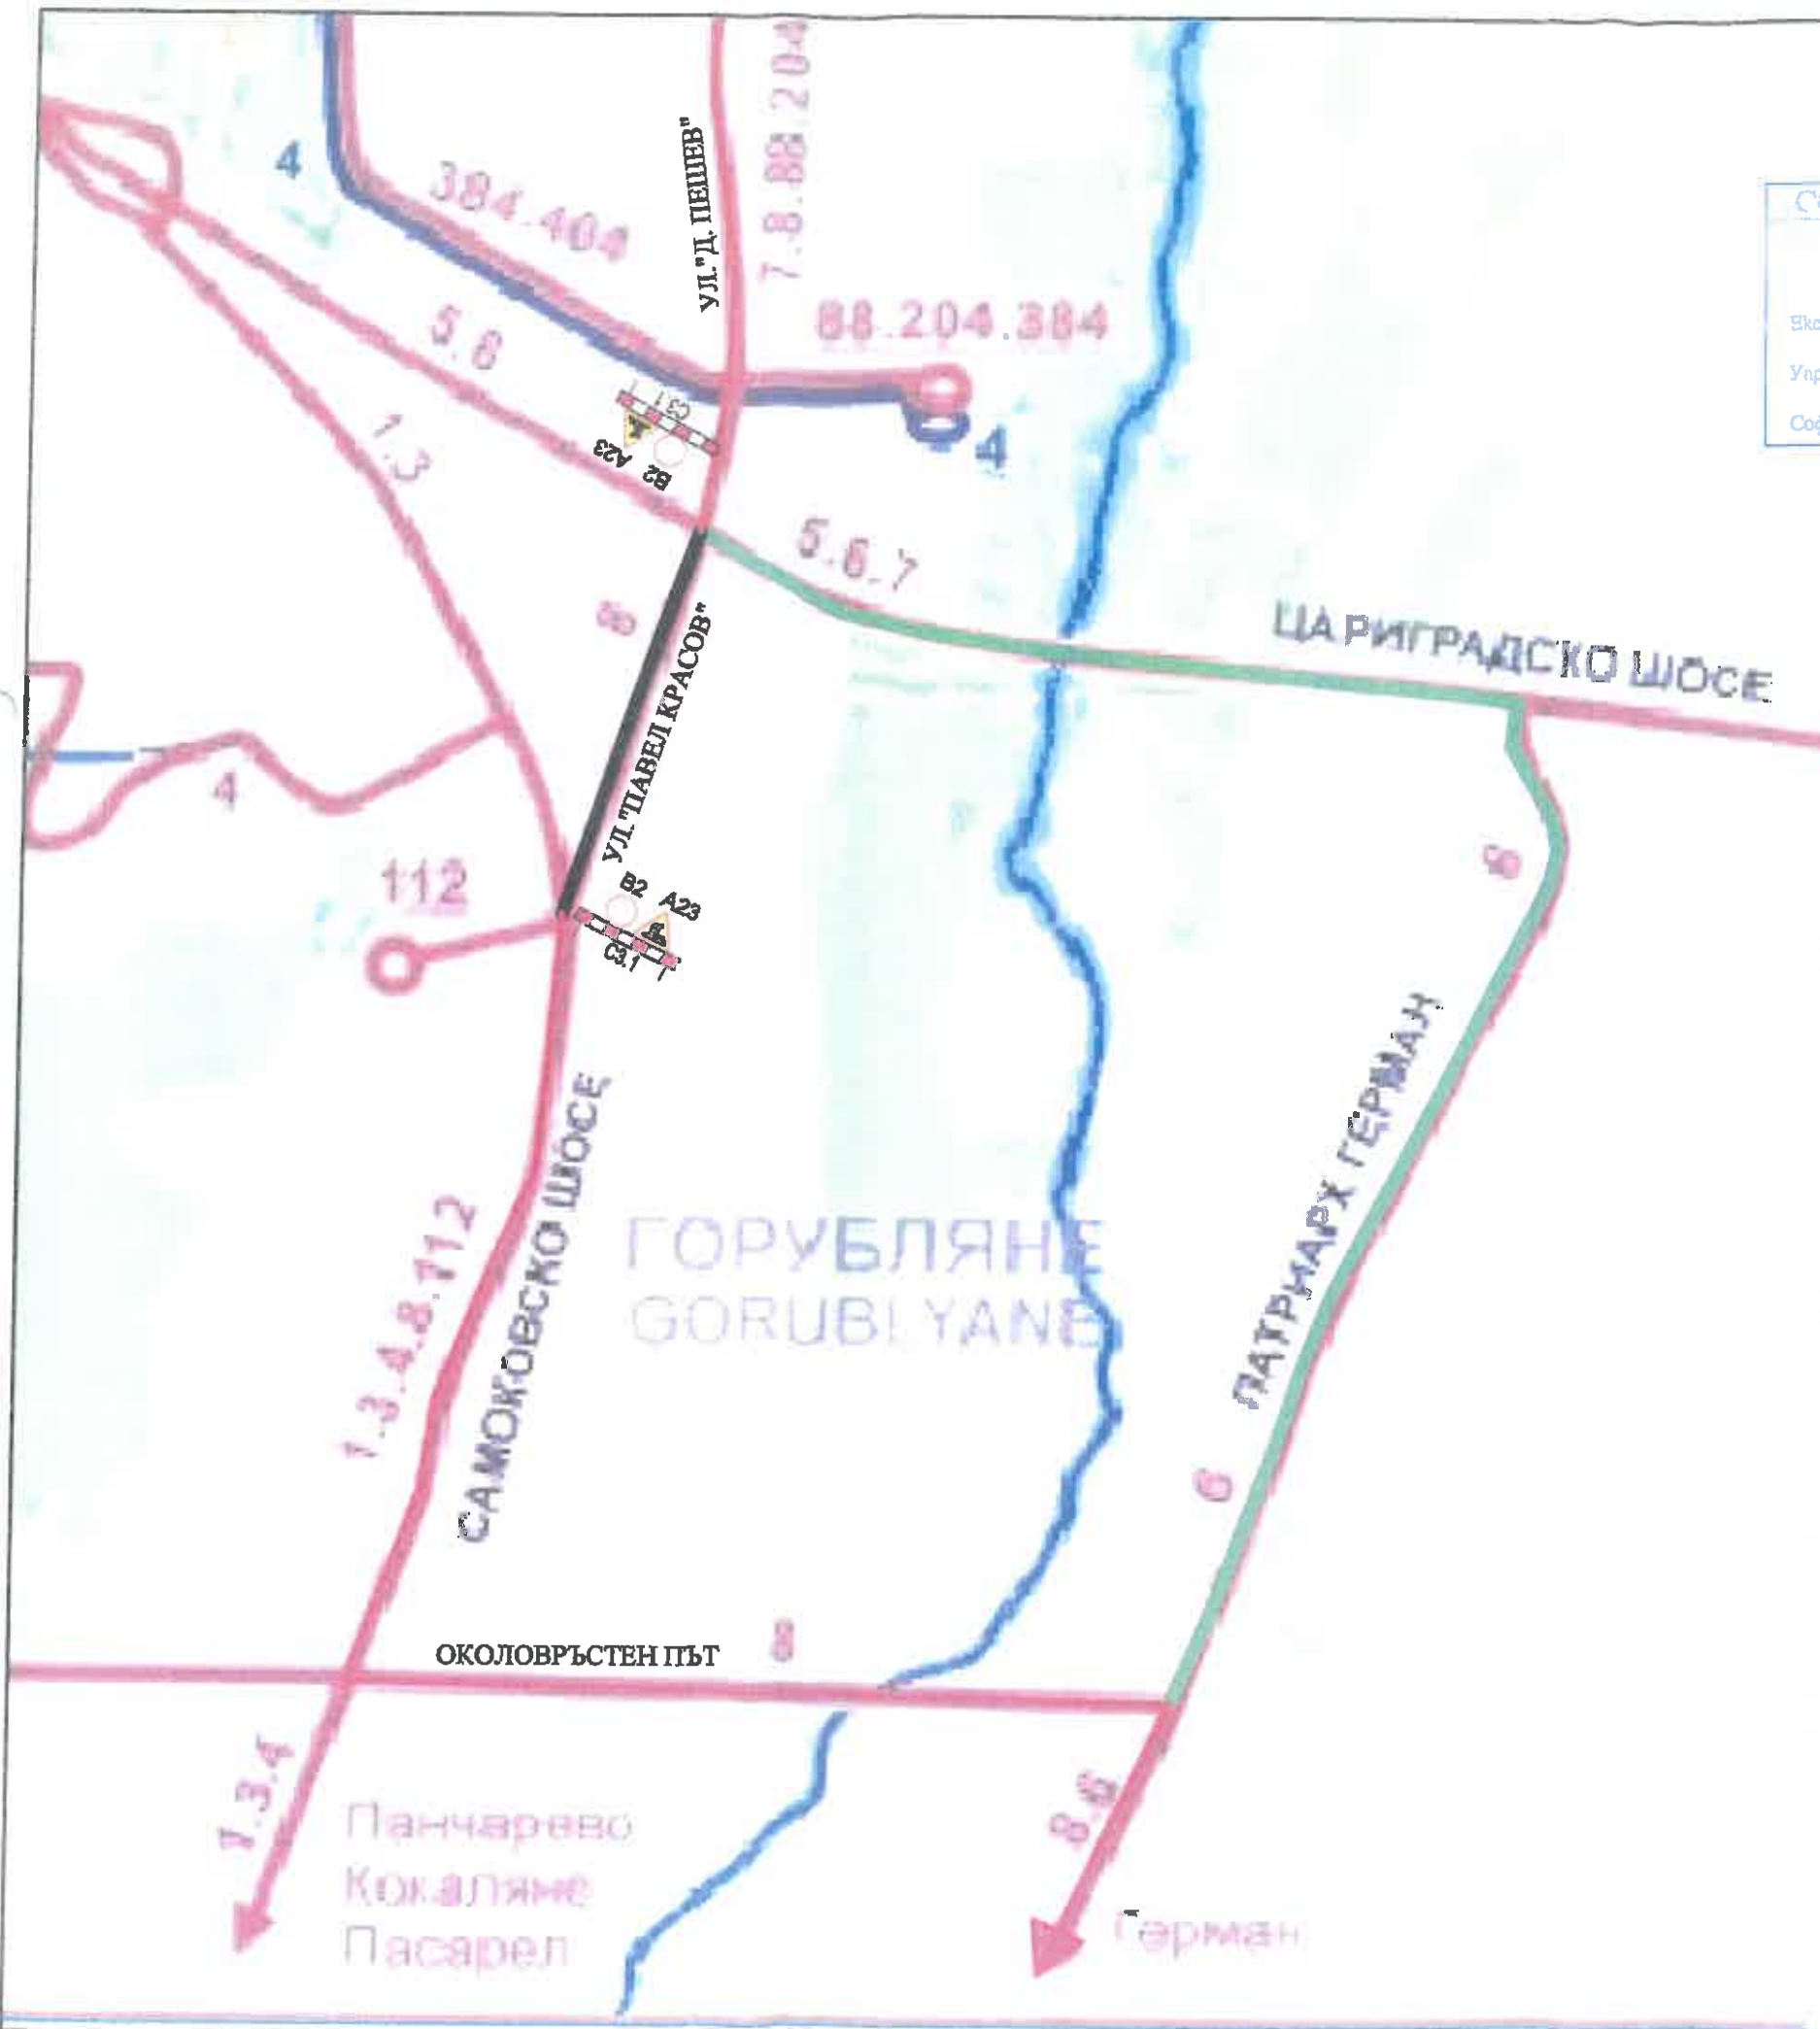 4
384.404
УЛ."Д. ПЕШЕВ"
7.8.88.204
88.204.384
4
5.6
1.3
C3.1
A23
B2
5.6.7
8
УЛ."ПАВЕЛ КРАСОВ"
ЦАРИГРАДСКО ШОСЕ
4
112
B2
A23
C3.1
САМОКОВСКО ШОСЕ
1.3.4.8.112
ГОРУБЛЯНЕ
GORUBLYANE
ПАТРИАРХ ГЕРМАН
6
ОКОЛОВРЪСТЕН ПЪТ
8
1.3.4
Панчарево
Кокаляне
Пасарел
8.6
Герман